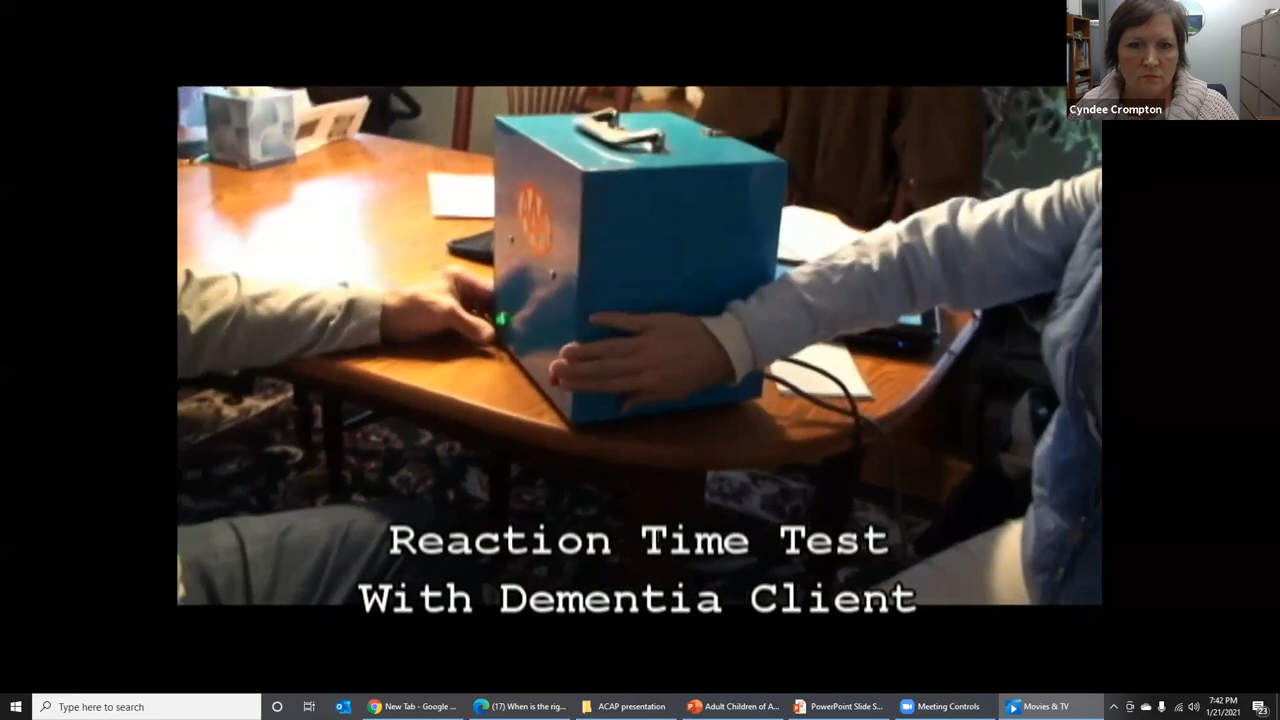 Cyndee Crompton
Reaction Time Test
With Dementia Client
Type here to search
New Tab - Google ...
(17) When is the rig...
ACAP presentation
Adult Children of A...
PowerPoint Slide S...
Meeting Controls
Movies & TV
7:42 PM
1/21/2021